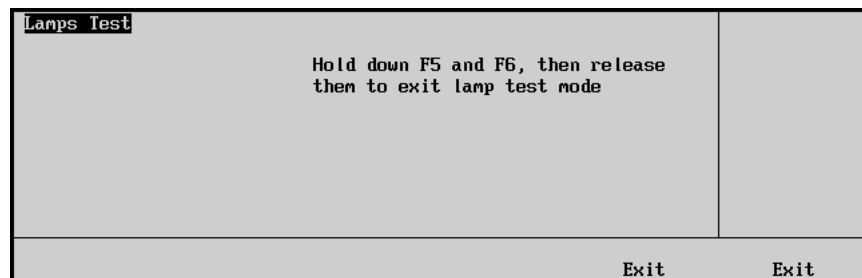 Lamps Test
Hold down F5 and F6, then release
them to exit lamp test mode
Exit Exit